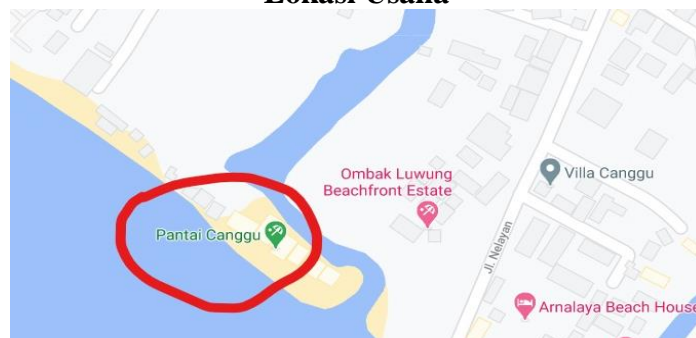 Lokasi Usaha
Ombak Luwung
Beachfront Estate
Villa Canggu
Pantai Canggu
Jl. Nelayan
Arnalaya Beach House